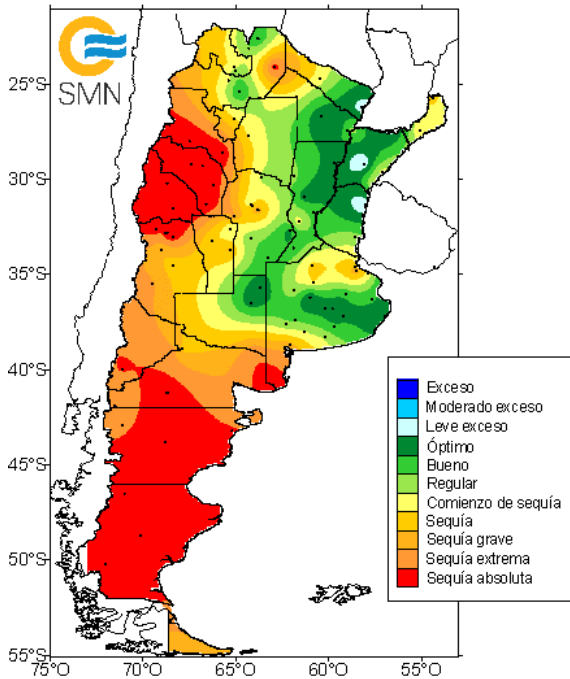 SMN
25°S
30°S
35°S
40°S
45°S
50°S
55°S
75°O
70°O
65°O
60°O
55°O
Exceso
Moderado exceso
Leve exceso
Óptimo
Bueno
Regular
Comienzo de sequía
Sequía
Sequía grave
Sequía extrema
Sequía absoluta